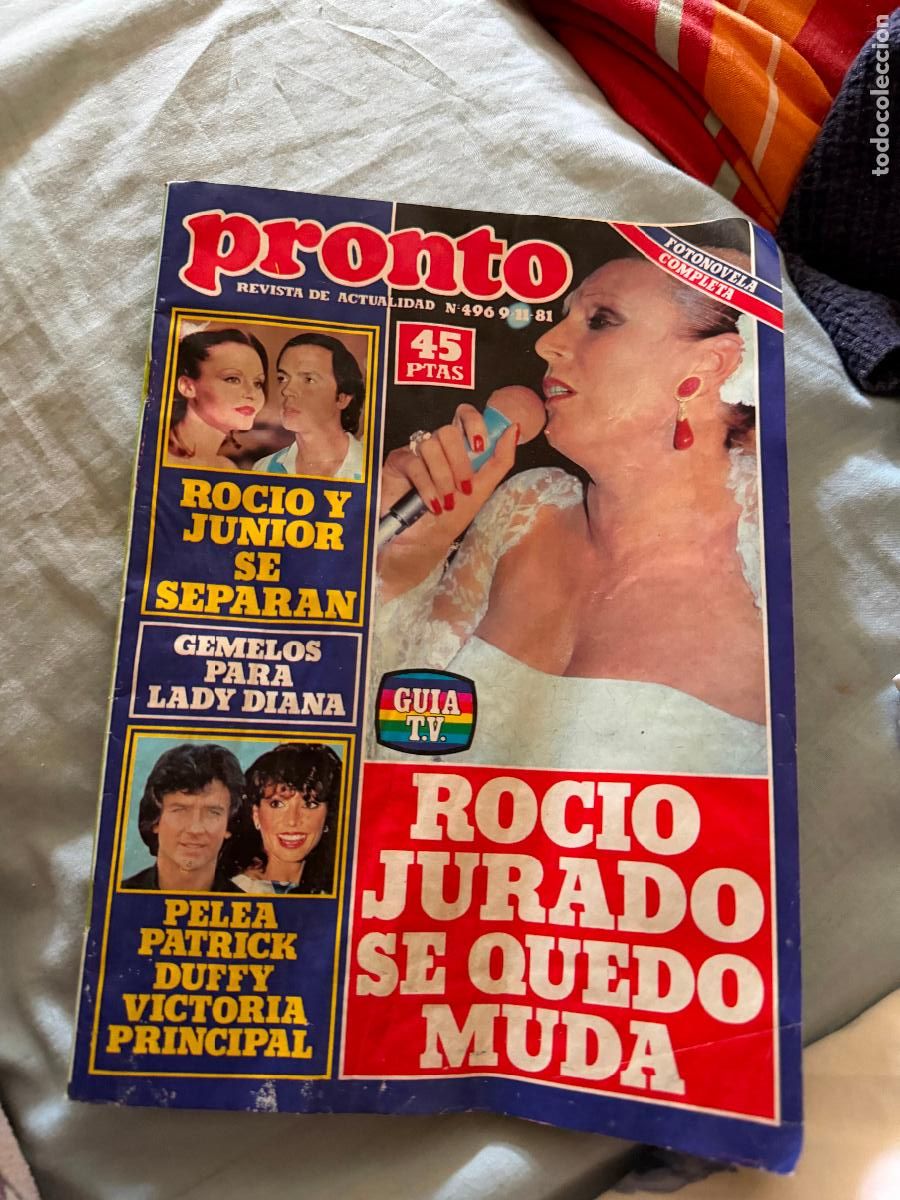 pronto
REVISTA DE ACTUALIDAD Nº 496 9-11-81
FOTONOVELA
COMPLETA
45
PTAS
ROCIO Y
JUNIOR
SE
SEPARAN
GEMELOS
PARA
LADY DIANA
GUIA
T.V.
PELEA
PATRICK
DUFFY
VICTORIA
PRINCIPAL
ROCIO
JURADO
SE QUEDO
MUDA
todocoleccion